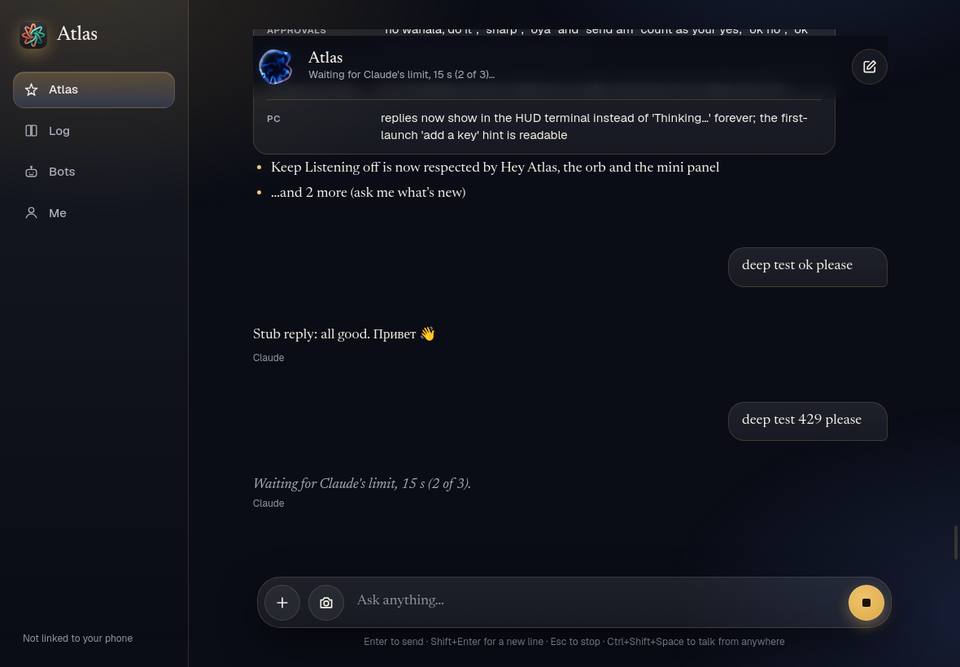 Atlas
Atlas
Log
Bots
Me
Not linked to your phone
APPROVALS
'no wahala, do it', 'sharp', 'oya' and 'send am' count as your yes; 'ok no', 'ok
Atlas
Waiting for Claude's limit, 15 s (2 of 3)...
PC
replies now show in the HUD terminal instead of 'Thinking...' forever; the first-
launch 'add a key' hint is readable
• Keep Listening off is now respected by Hey Atlas, the orb and the mini panel
• ...and 2 more (ask me what's new)
deep test ok please
Stub reply: all good. Привет 👋
Claude
deep test 429 please
Waiting for Claude's limit, 15 s (2 of 3).
Claude
Ask anything...
Enter to send · Shift+Enter for a new line · Esc to stop · Ctrl+Shift+Space to talk from anywhere